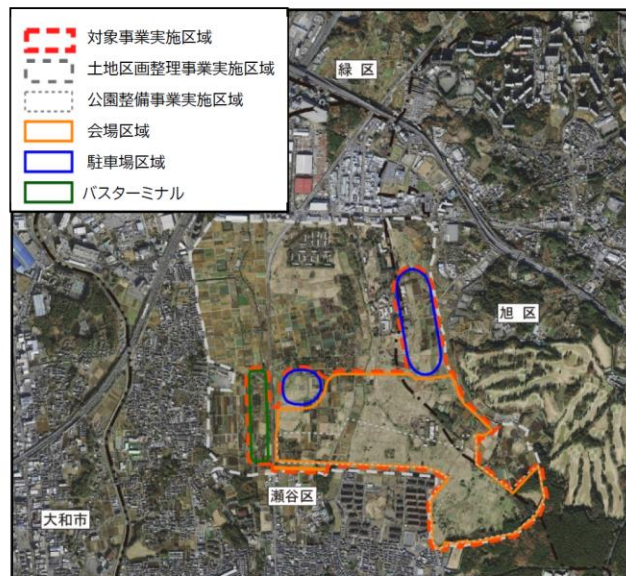 対象事業実施区域
土地区画整理事業実施区域
公園整備事業実施区域
会場区域
駐車場区域
バスターミナル
緑 区
旭 区
瀬谷区
大和市